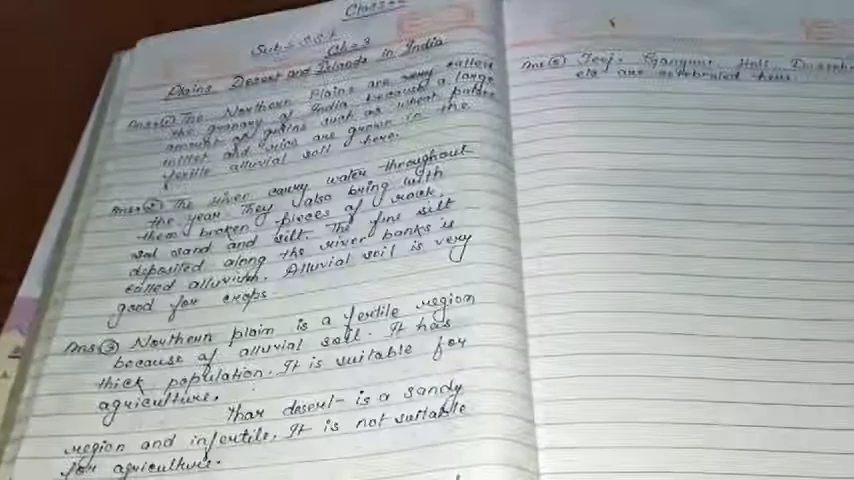 Class-
Sub - S.S.T
Ch-3
Plains Desert and Islands in India
Ans① The Northern Plains are very called
the granary of India because a large
amount of grains such as wheat pulses
millet and rice are grown in the
fertile alluvial soil here.
Ans② The river carry water throughout
the year. They also bring with
them broken pieces of rock.
sand and silt. The fine silt
deposited along the river banks is
called alluvium. Alluvial soil is very
good for crops.
Ans③ Northern plain is a fertile region
because of alluvial soil. It has
thick population. It is suitable for
agriculture.
Thar desert- is a sandy
region and infertile. It is not suitable
for agriculture.
Ans⑥ Teej, Gangaur, Holi,
etc are celebrated here.